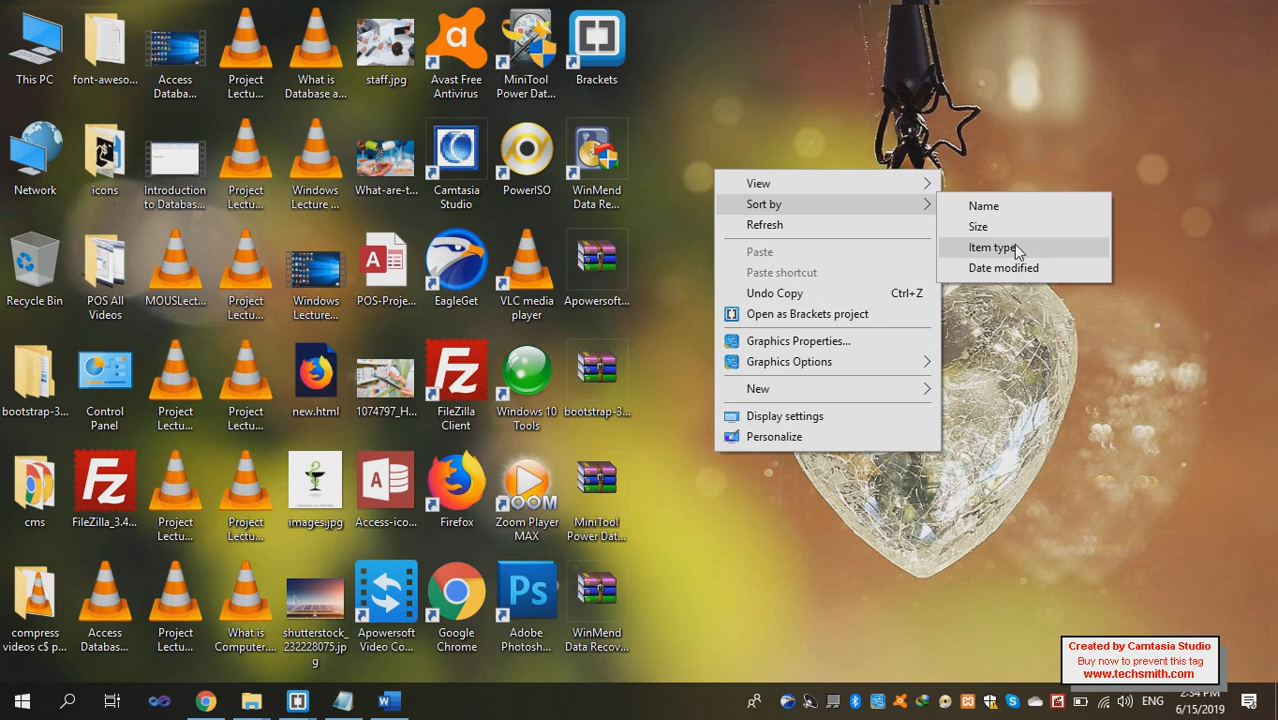 This PC
font-aweso...
Access
Databa...
Project
Lectu...
What is
Database a...
staff.jpg
Avast Free
Antivirus
MiniTool
Power Dat...
Brackets
Network
icons
Introduction
to Databas...
Project
Lectu...
Windows
Lecture ...
What-are-t...
Camtasia
Studio
PowerISO
WinMend
Data Re...
Recycle Bin
POS All
Videos
MOUSLect...
Project
Lectu...
Windows
Lecture...
POS-Proje...
EagleGet
VLC media
player
Apowersoft...
bootstrap-3...
Control
Panel
Project
Lectu...
Project
Lectu...
new.html
1074797_H...
FileZilla
Client
Windows 10
Tools
bootstrap-3...
cms
FileZilla_3.4...
Project
Lectu...
Project
Lectu...
images.jpg
Access-ico...
Firefox
ZOOM
Zoom Player
MAX
MiniTool
Power Dat...
compress
videos c$ p...
Access
Databa...
Project
Lectu...
What is
Computer....
shutterstock_
232228075.jp
g
Apowersoft
Video Co...
Google
Chrome
Ps
Adobe
Photosh...
WinMend
Data Recov...
View
Sort by
Refresh
Paste
Paste shortcut
Undo Copy Ctrl+Z
Open as Brackets project
Graphics Properties...
Graphics Options
New
Display settings
Personalize
Name
Size
Item type
Date modified
Created by Camtasia Studio
Buy now to prevent this tag
www.techsmith.com
ENG
2:34 PM
6/15/2019